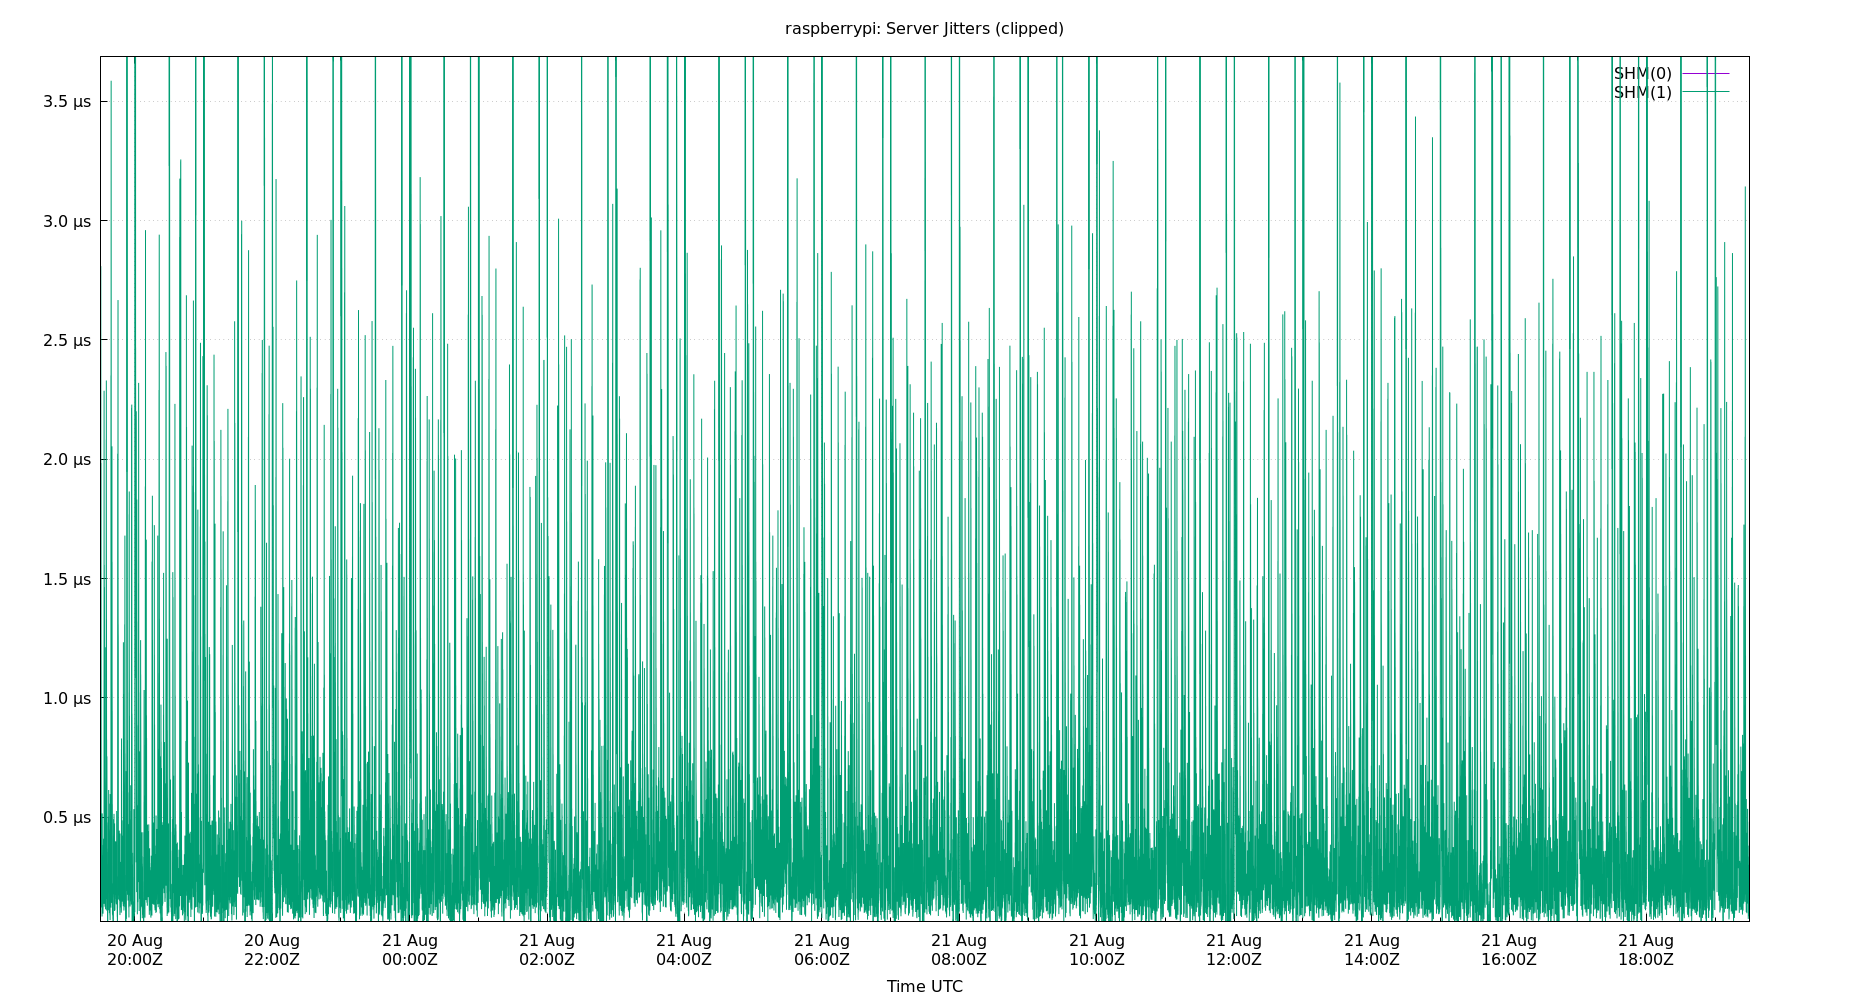 raspberrypi: Server Jitters (clipped)
SHM(0)
SHM(1)
3.5 µs
3.0 µs
2.5 µs
2.0 µs
1.5 µs
1.0 µs
0.5 µs
20 Aug 20 Aug 21 Aug 21 Aug 21 Aug 21 Aug 21 Aug 21 Aug 21 Aug 21 Aug 21 Aug 21 Aug
20:00Z 22:00Z 00:00Z 02:00Z 04:00Z 06:00Z 08:00Z 10:00Z 12:00Z 14:00Z 16:00Z 18:00Z
Time UTC